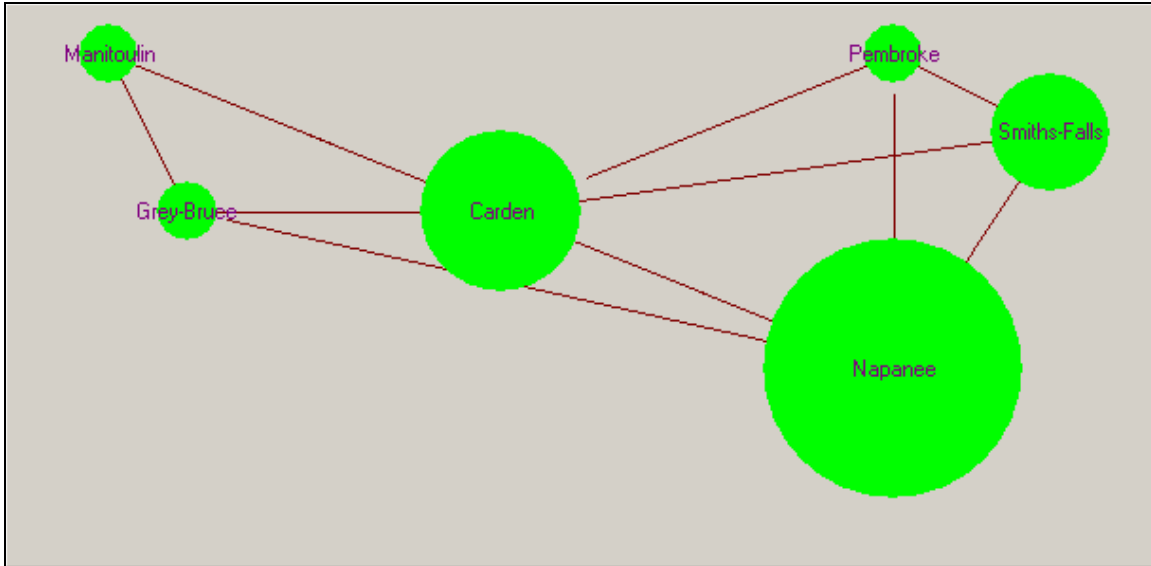 Manitoulin
Pembroke
Smiths-Falls
Grey-Bruce
Carden
Napanee